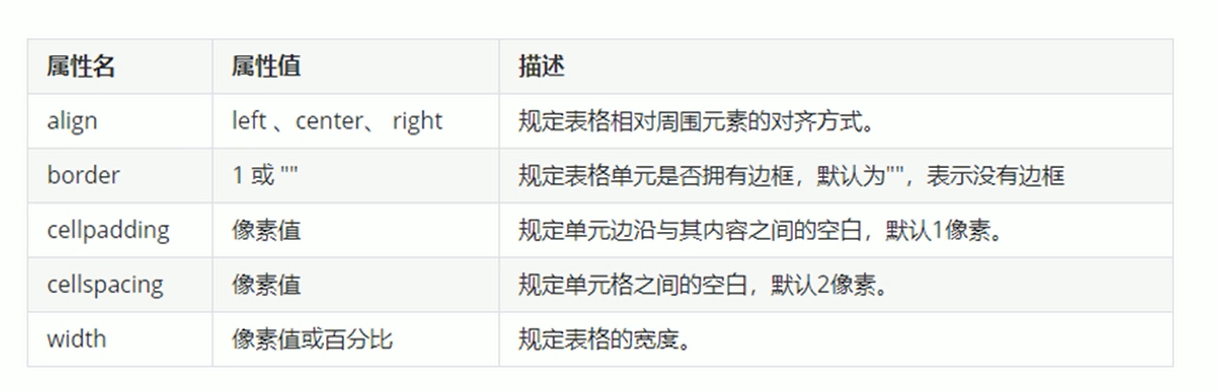 属性名 属性值 描述
align left 、center、 right 规定表格相对周围元素的对齐方式。
border 1 或 "" 规定表格单元是否拥有边框，默认为""，表示没有边框
cellpadding 像素值 规定单元边沿与其内容之间的空白，默认1像素。
cellspacing 像素值 规定单元格之间的空白，默认2像素。
width 像素值或百分比 规定表格的宽度。